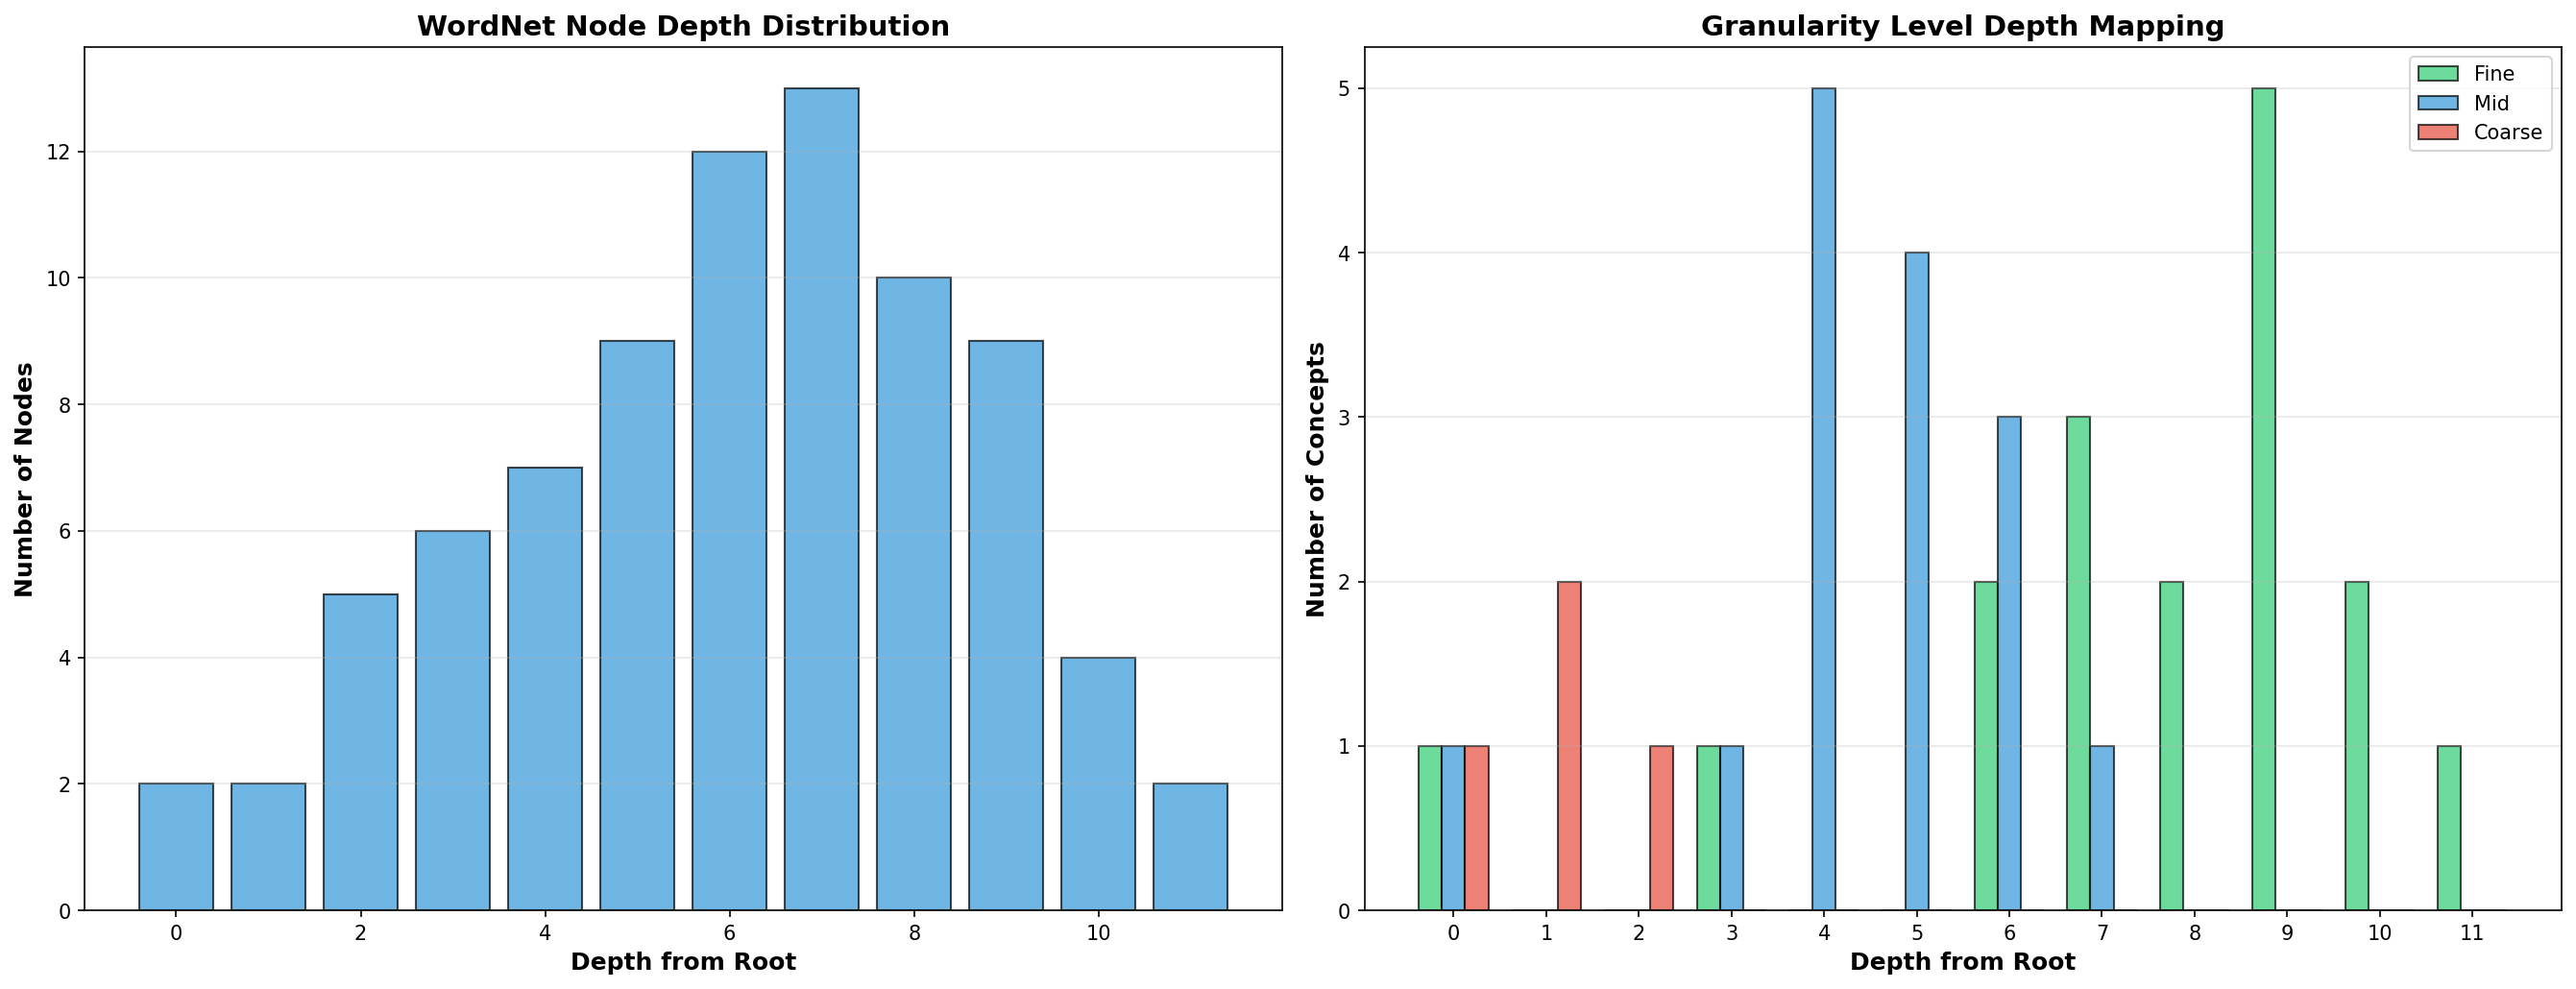 WordNet Node Depth Distribution
Number of Nodes
12
10
8
6
4
2
0
0 2 4 6 8 10
Depth from Root
Granularity Level Depth Mapping
Number of Concepts
5
4
3
2
1
0
0 1 2 3 4 5 6 7 8 9 10 11
Depth from Root
Fine
Mid
Coarse